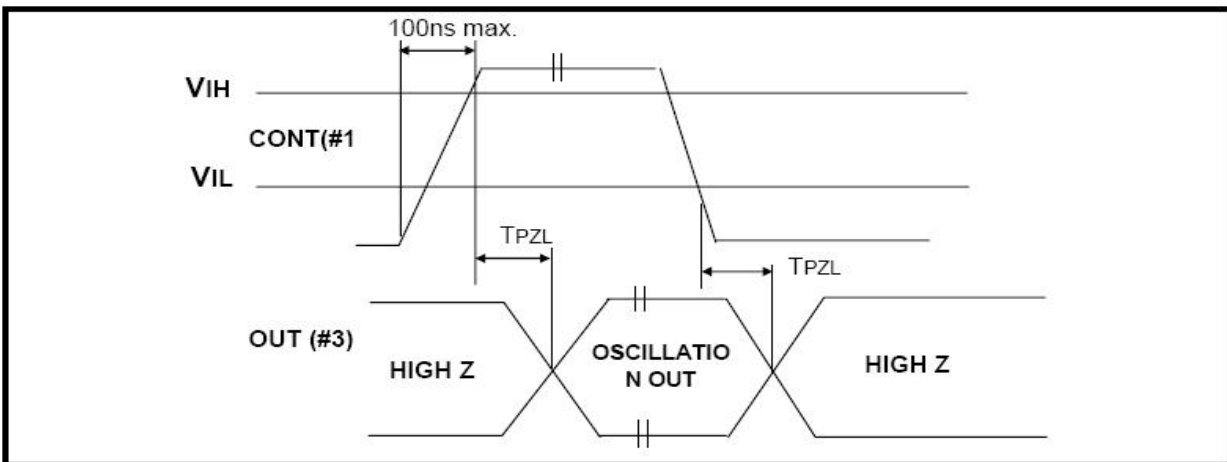 100ns max.
VIH
CONT(#1
VIL
TPZL
TPZL
OUT (#3)
HIGH Z
OSCILLATIO
N OUT
HIGH Z